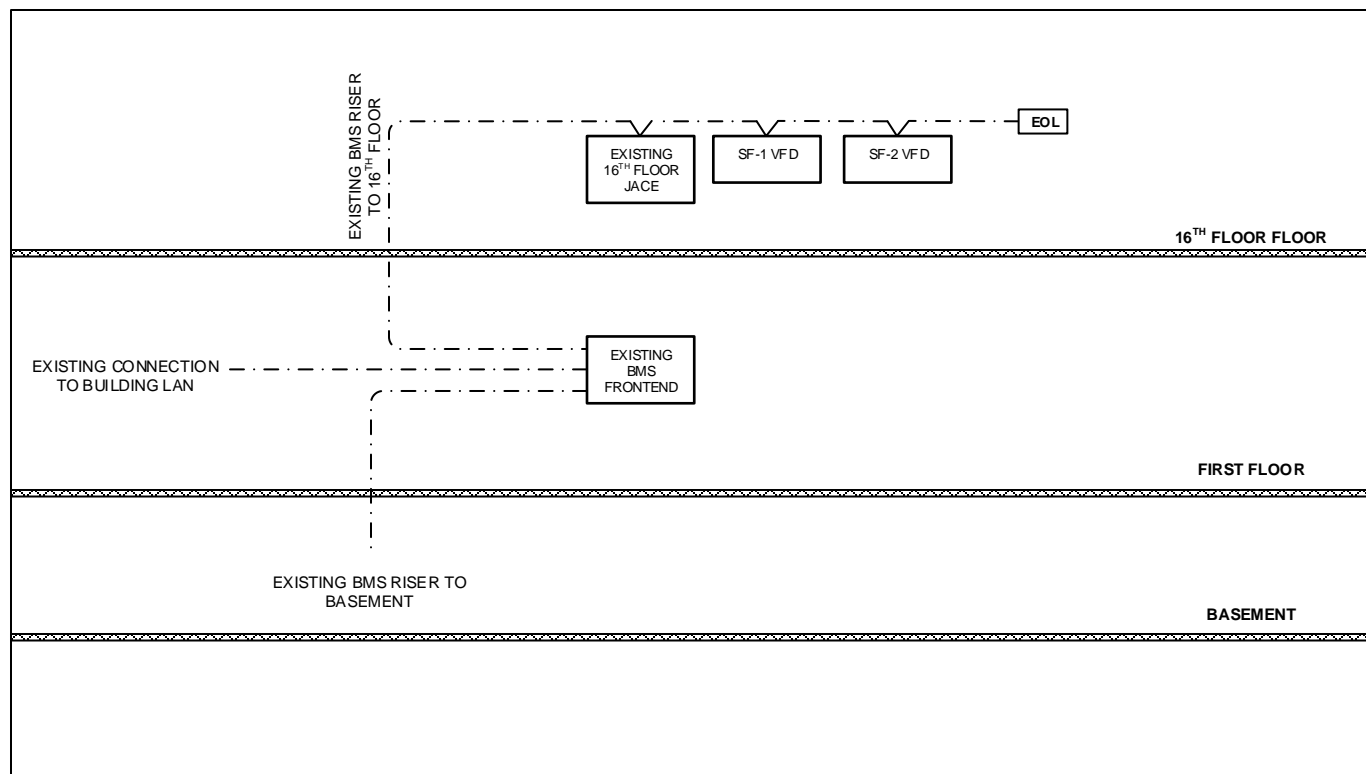 EXISTING BMS RISER
TO 16TH FLOOR
EOL
EXISTING
16TH FLOOR
JACE
SF-1 VFD
SF-2 VFD
16TH FLOOR FLOOR
EXISTING CONNECTION
TO BUILDING LAN
EXISTING
BMS
FRONTEND
FIRST FLOOR
EXISTING BMS RISER TO
BASEMENT
BASEMENT